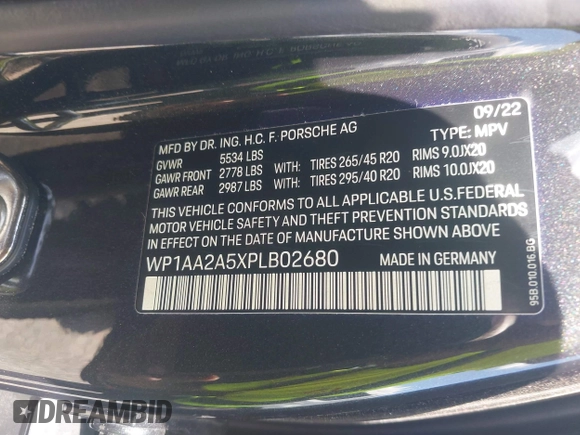 09/22
MFD BY DR. ING. H.C. F. PORSCHE AG TYPE: MPV
GVWR 5534 LBS
GAWR FRONT 2778 LBS WITH: TIRES 265/45 R20 RIMS 9.0JX20
GAWR REAR 2987 LBS WITH: TIRES 295/40 R20 RIMS 10.0JX20
THIS VEHICLE CONFORMS TO ALL APPLICABLE U.S.FEDERAL
MOTOR VEHICLE SAFETY AND THEFT PREVENTION STANDARDS
IN EFFECT ON THE DATE OF MANUFACTURE SHOWN ABOVE
WP1AA2A5XPLB02680 MADE IN GERMANY
95B.010.016.BG
DREAMBID